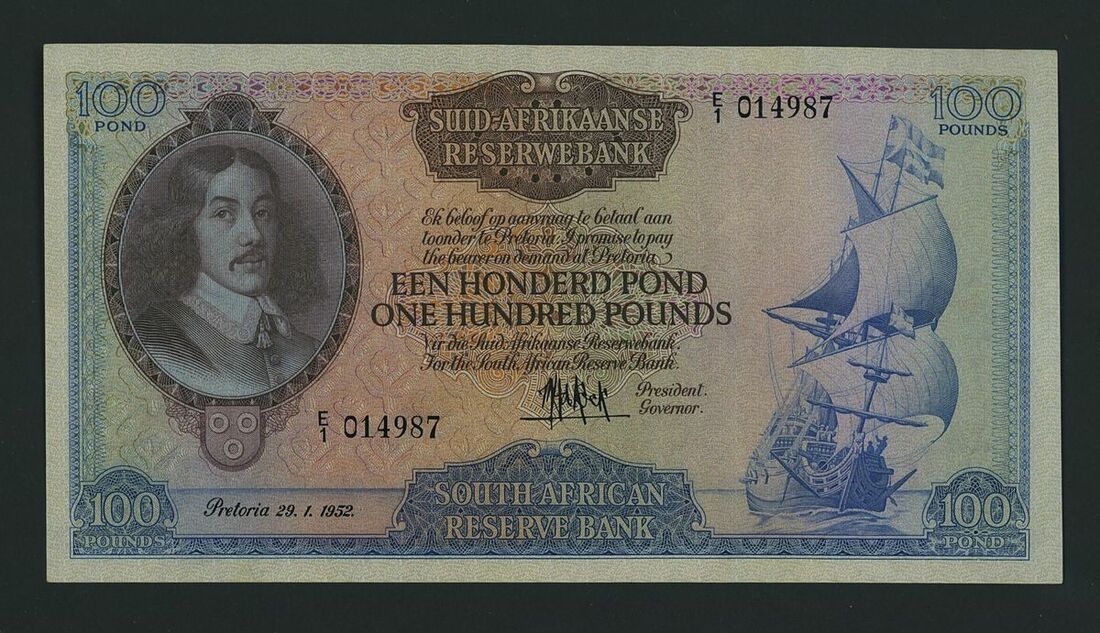 100
POND
SUID-AFRIKAANSE
RESERWEBANK
E/1 014987
100
POUNDS
Ek beloof op aanvraag te betaal aan
toonder te Pretoria. I promise to pay
the bearer on demand at Pretoria
EEN HONDERD POND
ONE HUNDRED POUNDS
Vir die Suid-Afrikaanse Reserwebank.
For the South African Reserve Bank.
President.
Governor.
E/1 014987
100
POUNDS
Pretoria 29. 1. 1952.
SOUTH AFRICAN
RESERVE BANK
100
POND